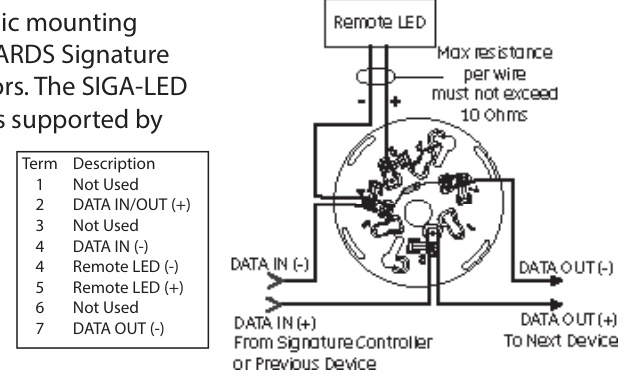 ic mounting
ARDS Signature
ors. The SIGA-LED
s supported by
Term Description
1 Not Used
2 DATA IN/OUT (+)
3 Not Used
4 DATA IN (-)
4 Remote LED (-)
5 Remote LED (+)
6 Not Used
7 DATA OUT (-)
Remote LED
Max resistance
per wire
must not exceed
10 Ohms
- +
DATA IN (-)
DATA OUT (-)
DATA IN (+)
From Signature Controller
or Previous Device
DATA OUT (+)
To Next Device